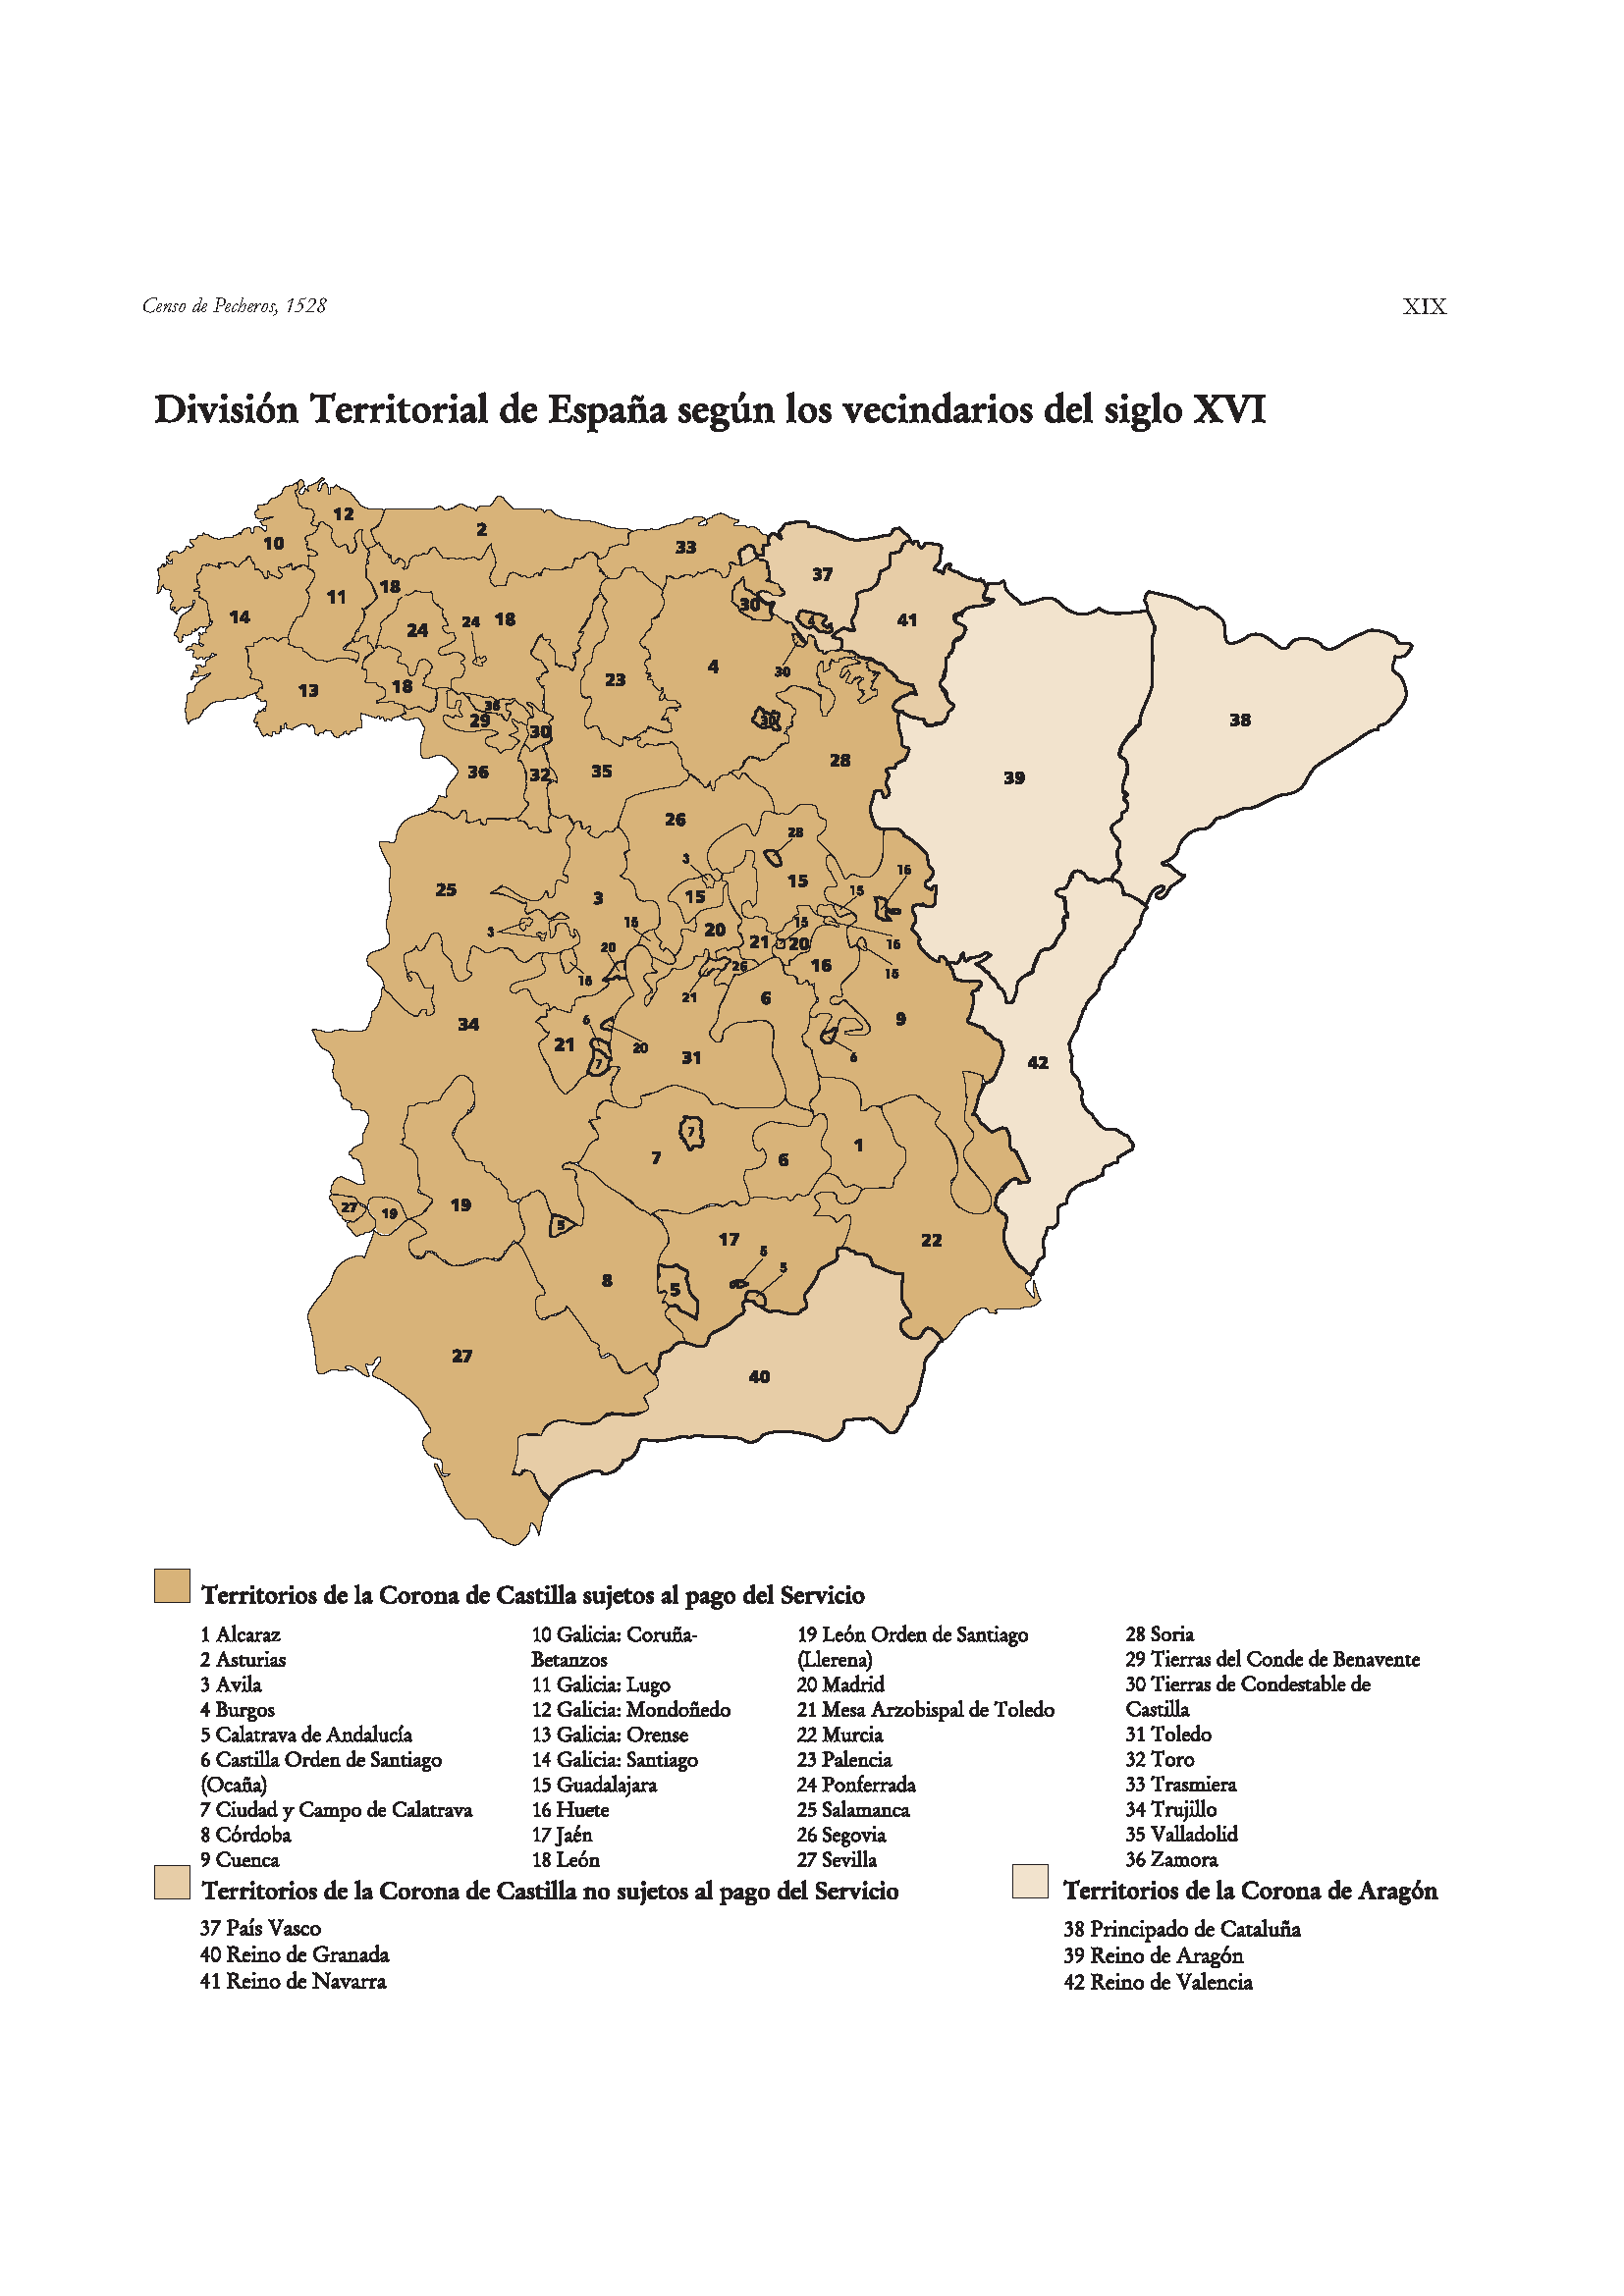 Censo de Pecheros, 1528
XIX
División Territorial de España según los vecindarios del siglo XVI
12
2
10
33
37
18
11
30
14
24
24
18
41
4
4
30
23
13
18
36
29
30
30
38
28
36
32
35
39
26
28
3
16
25
15
15
3
15
15
15
20
3
21
20
16
20
26
16
15
16
21
6
34
6
9
21
20
31
6
7
42
7
1
7
6
19
27
19
5
17
22
5
5
8
5
27
40
Territorios de la Corona de Castilla sujetos al pago del Servicio
1 Alcaraz
2 Asturias
3 Avila
4 Burgos
5 Calatrava de Andalucía
6 Castilla Orden de Santiago
(Ocaña)
7 Ciudad y Campo de Calatrava
8 Córdoba
9 Cuenca
10 Galicia: Coruña-
Betanzos
11 Galicia: Lugo
12 Galicia: Mondoñedo
13 Galicia: Orense
14 Galicia: Santiago
15 Guadalajara
16 Huete
17 Jaén
18 León
19 León Orden de Santiago
(Llerena)
20 Madrid
21 Mesa Arzobispal de Toledo
22 Murcia
23 Palencia
24 Ponferrada
25 Salamanca
26 Segovia
27 Sevilla
28 Soria
29 Tierras del Conde de Benavente
30 Tierras de Condestable de
Castilla
31 Toledo
32 Toro
33 Trasmiera
34 Trujillo
35 Valladolid
36 Zamora
Territorios de la Corona de Castilla no sujetos al pago del Servicio
37 País Vasco
40 Reino de Granada
41 Reino de Navarra
Territorios de la Corona de Aragón
38 Principado de Cataluña
39 Reino de Aragón
42 Reino de Valencia